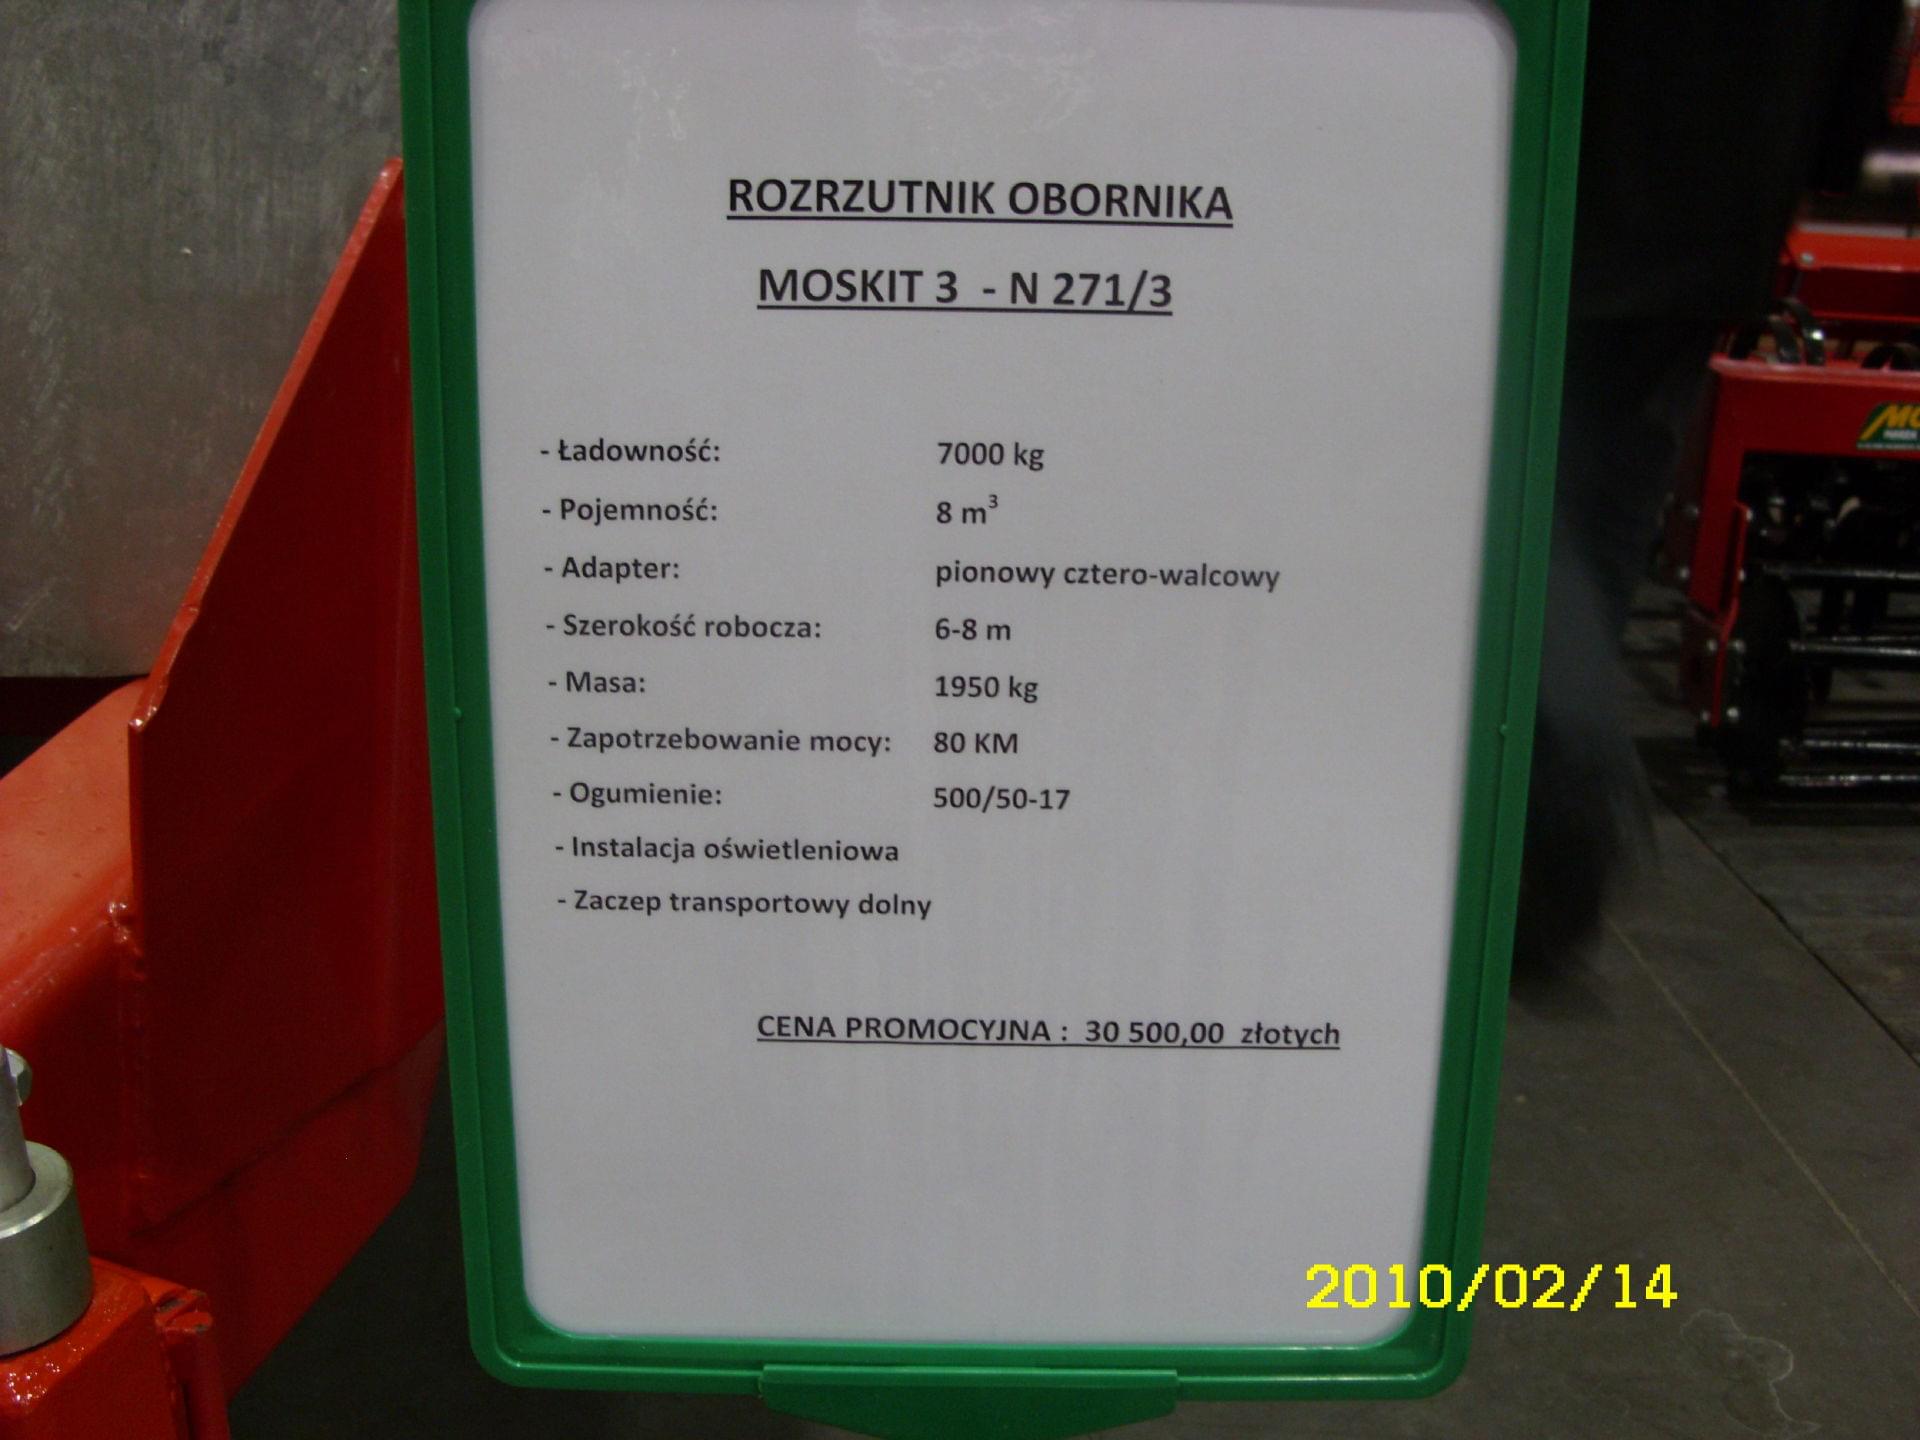 ROZRZUTNIK OBORNIKA
MOSKIT 3 - N 271/3
- Ładowność: 7000 kg
- Pojemność: 8 m³
- Adapter: pionowy cztero-walcowy
- Szerokość robocza: 6-8 m
- Masa: 1950 kg
- Zapotrzebowanie mocy: 80 KM
- Ogumienie: 500/50-17
- Instalacja oświetleniowa
- Zaczep transportowy dolny
CENA PROMOCYJNA : 30 500,00 złotych
2010/02/14